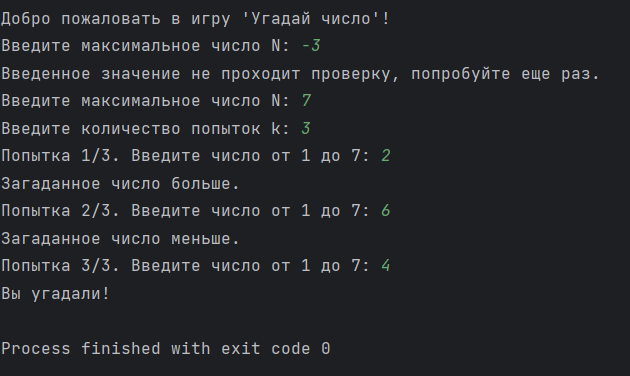 Добро пожаловать в игру 'Угадай число'!
Введите максимальное число N: -3
Введенное значение не проходит проверку, попробуйте еще раз.
Введите максимальное число N: 7
Введите количество попыток k: 3
Попытка 1/3. Введите число от 1 до 7: 2
Загаданное число больше.
Попытка 2/3. Введите число от 1 до 7: 6
Загаданное число меньше.
Попытка 3/3. Введите число от 1 до 7: 4
Вы угадали!
Process finished with exit code 0